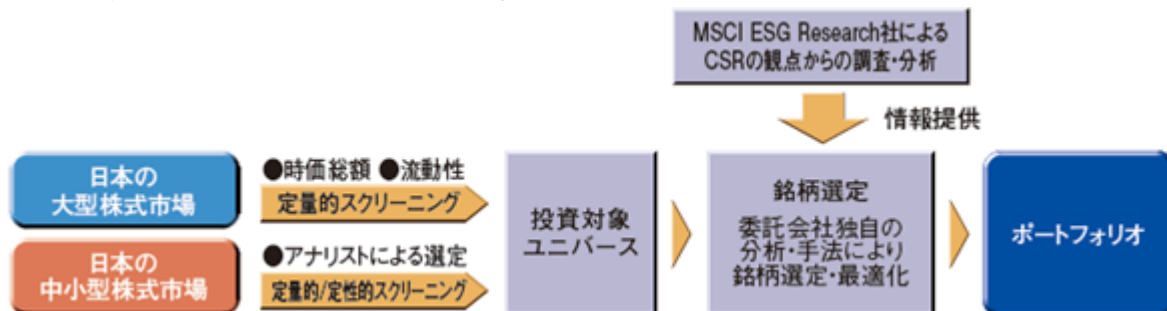 MSCI ESG Research社による
CSRの観点からの調査・分析
情報提供
日本の
大型株式市場
●時価総額 ●流動性
定量的スクリーニング
日本の
中小型株式市場
●アナリストによる選定
定量的/定性的スクリーニング
投資対象
ユニバース
銘柄選定
委託会社独自の
分析・手法により
銘柄選定・最適化
ポートフォリオ